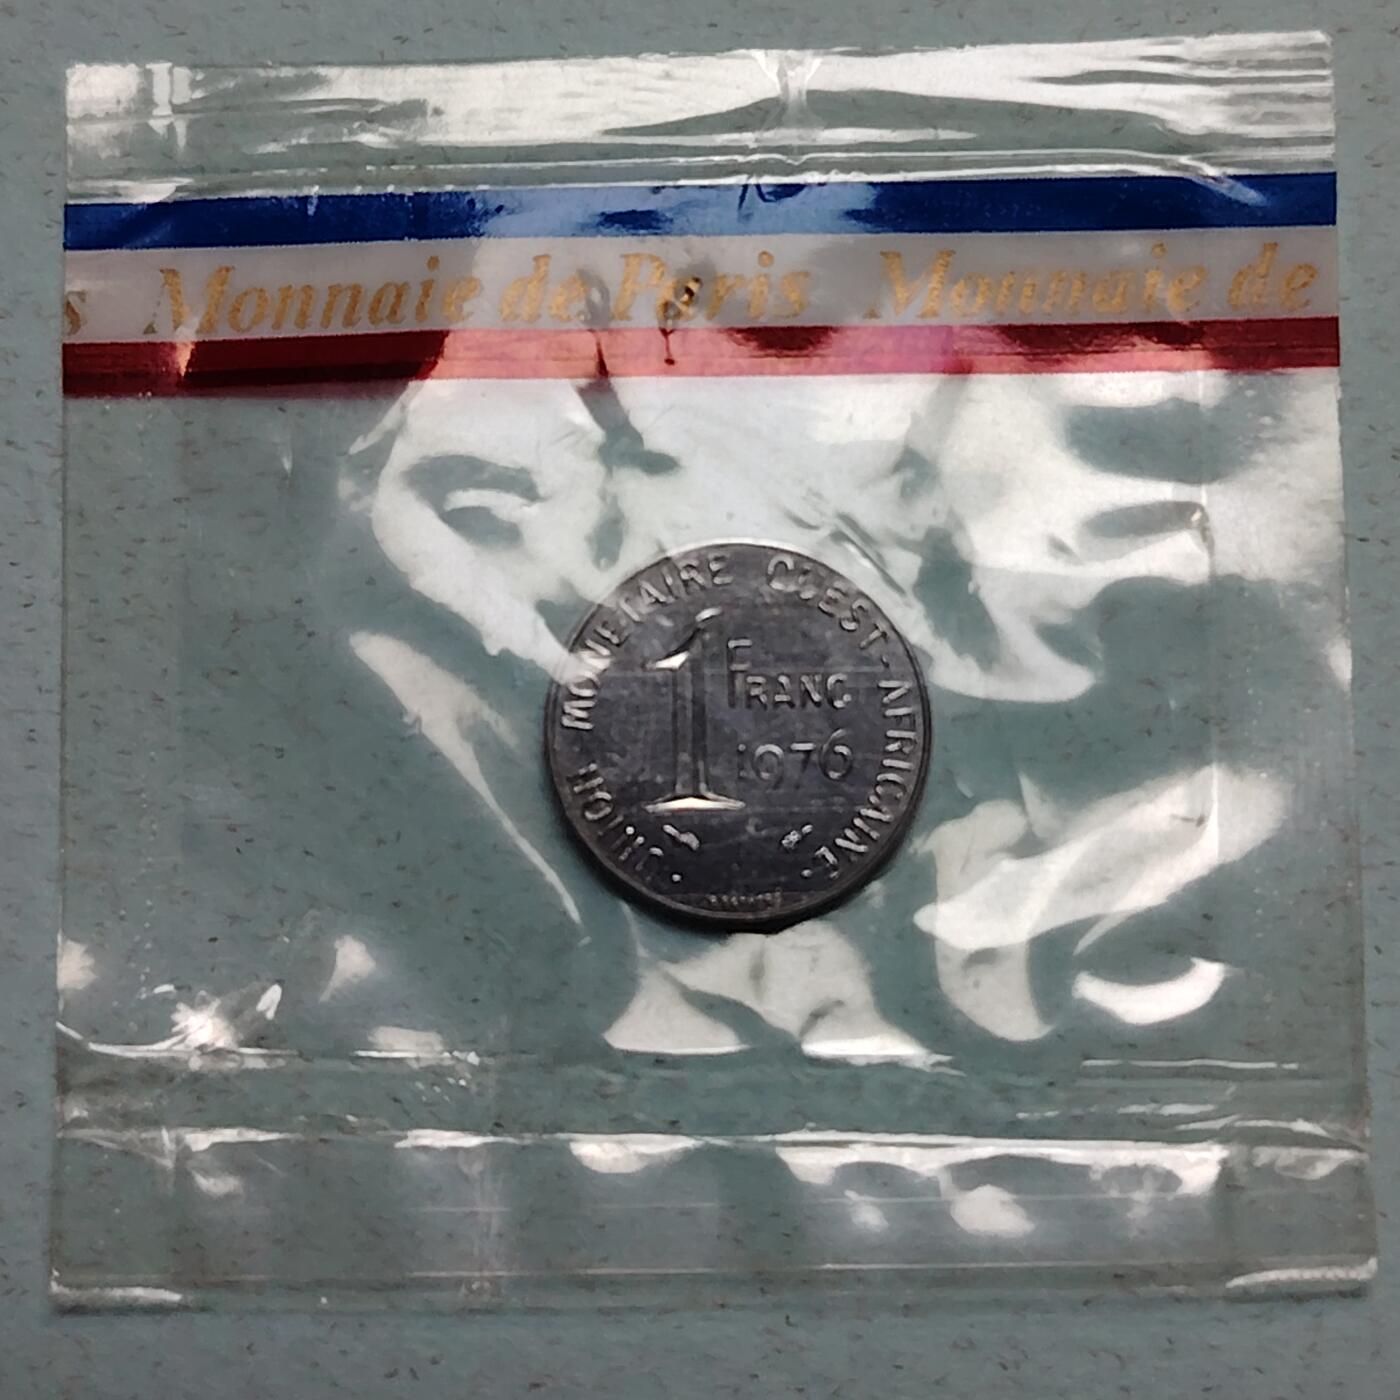 s Monnaie de Paris Monnaie de
UNION MONETAIRE OUEST-AFRICAINE
1
FRANC
1976